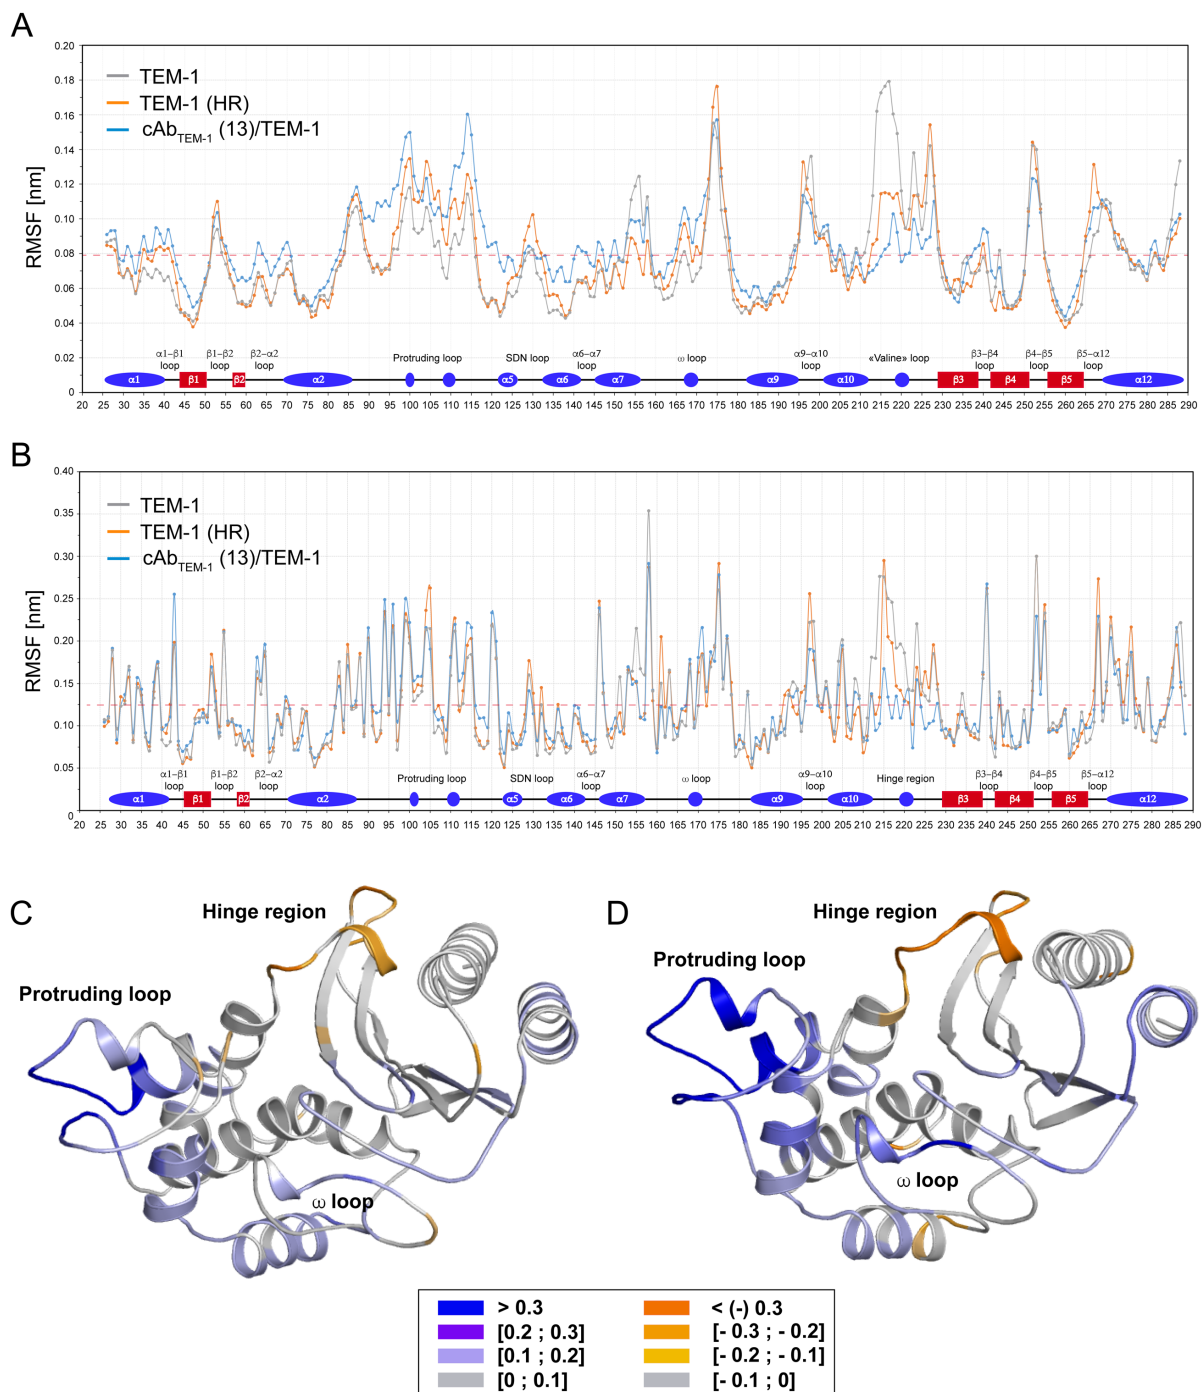 A
0.20
0.18
0.16
0.14
0.12
0.10
0.08
0.06
0.04
0.02
0
RMSF [nm]
TEM-1
TEM-1 (HR)
cAbTEM-1 (13)/TEM-1
α1–β1 loop
β1–β2 loop
β2–α2 loop
Protruding loop
SDN loop
α6–α7 loop
ω loop
α9–α10 loop
«Valine» loop
β3–β4 loop
β4–β5 loop
β5–α12 loop
α1 β1 β2 α2 α5 α6 α7 α9 α10 β3 β4 β5 α12
20 25 30 35 40 45 50 55 60 65 70 75 80 85 90 95 100 105 110 115 120 125 130 135 140 145 150 155 160 165 170 175 180 185 190 195 200 205 210 215 220 225 230 235 240 245 250 255 260 265 270 275 280 285 290
B
0.40
0.35
0.30
0.25
0.20
0.15
0.10
0.05
0
RMSF [nm]
TEM-1
TEM-1 (HR)
cAbTEM-1 (13)/TEM-1
α1–β1 loop
β1–β2 loop
β2–α2 loop
Protruding loop
SDN loop
α6–α7 loop
ω loop
α9–α10 loop
Hinge region
β3–β4 loop
β4–β5 loop
β5–α12 loop
α1 β1 β2 α2 α5 α6 α7 α9 α10 β3 β4 β5 α12
20 25 30 35 40 45 50 55 60 65 70 75 80 85 90 95 100 105 110 115 120 125 130 135 140 145 150 155 160 165 170 175 180 185 190 195 200 205 210 215 220 225 230 235 240 245 250 255 260 265 270 275 280 285 290
C
Hinge region
Protruding loop
ω loop
D
Hinge region
Protruding loop
ω loop
> 0.3
[0.2 ; 0.3]
[0.1 ; 0.2]
[0 ; 0.1]
< (-) 0.3
[- 0.3 ; - 0.2]
[- 0.2 ; - 0.1]
[- 0.1 ; 0]